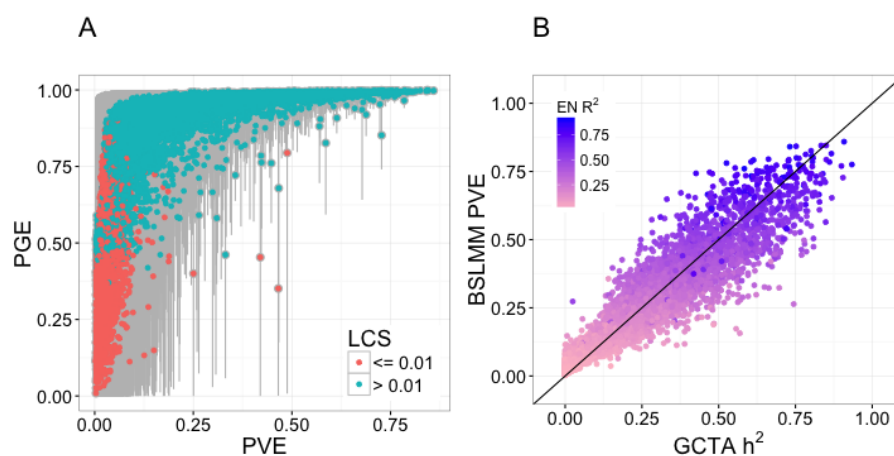 A
PGE
1.00
0.75
0.50
0.25
0.00
0.00 0.25 0.50 0.75
PVE
LCS
<= 0.01
> 0.01
B
BSLMM PVE
1.00
0.75
0.50
0.25
0.00
0.00 0.25 0.50 0.75 1.00
GCTA h²
EN R²
0.75
0.50
0.25